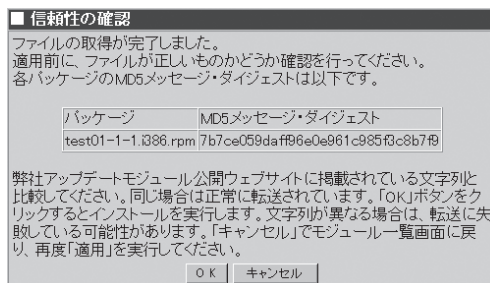 ■ 信頼性の確認
ファイルの取得が完了しました。
適用前に、ファイルが正しいものかどうか確認を行ってください。
各パッケージのMD5メッセージ・ダイジェストは以下です。
パッケージ MD5メッセージ・ダイジェスト
test01-1-1.i386.rpm 7b7ce059daff96e0e961c985f3c8b7f9
弊社アップデートモジュール公開ウェブサイトに掲載されている文字列と
比較してください。同じ場合は正常に転送されています。「OK」ボタンをク
リックするとインストールを実行します。文字列が異なる場合は、転送に失
敗している可能性があります。「キャンセル」でモジュール一覧画面に戻
り、再度「適用」を実行してください。
OK キャンセル